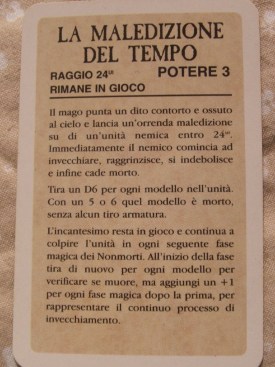 LA MALEDIZIONE
DEL TEMPO
RAGGIO 24" POTERE 3
RIMANE IN GIOCO
Il mago punta un dito contorto e ossuto
al cielo e lancia un'orrenda maledizione
su di un'unità nemica entro 24".
Immediatamente il nemico comincia ad
invecchiare, raggrinzisce, si indebolisce
e infine cade morto.
Tira un D6 per ogni modello nell'unità.
Con un 5 o 6 quel modello è morto,
senza alcun tiro armatura.
L'incantesimo resta in gioco e continua a
colpire l'unità in ogni seguente fase
magica dei Nonmorti. All'inizio della fase
tira di nuovo per ogni modello per
verificare se muore, ma aggiungi un +1
per ogni fase magica dopo la prima, per
rappresentare il continuo processo di
invecchiamento.